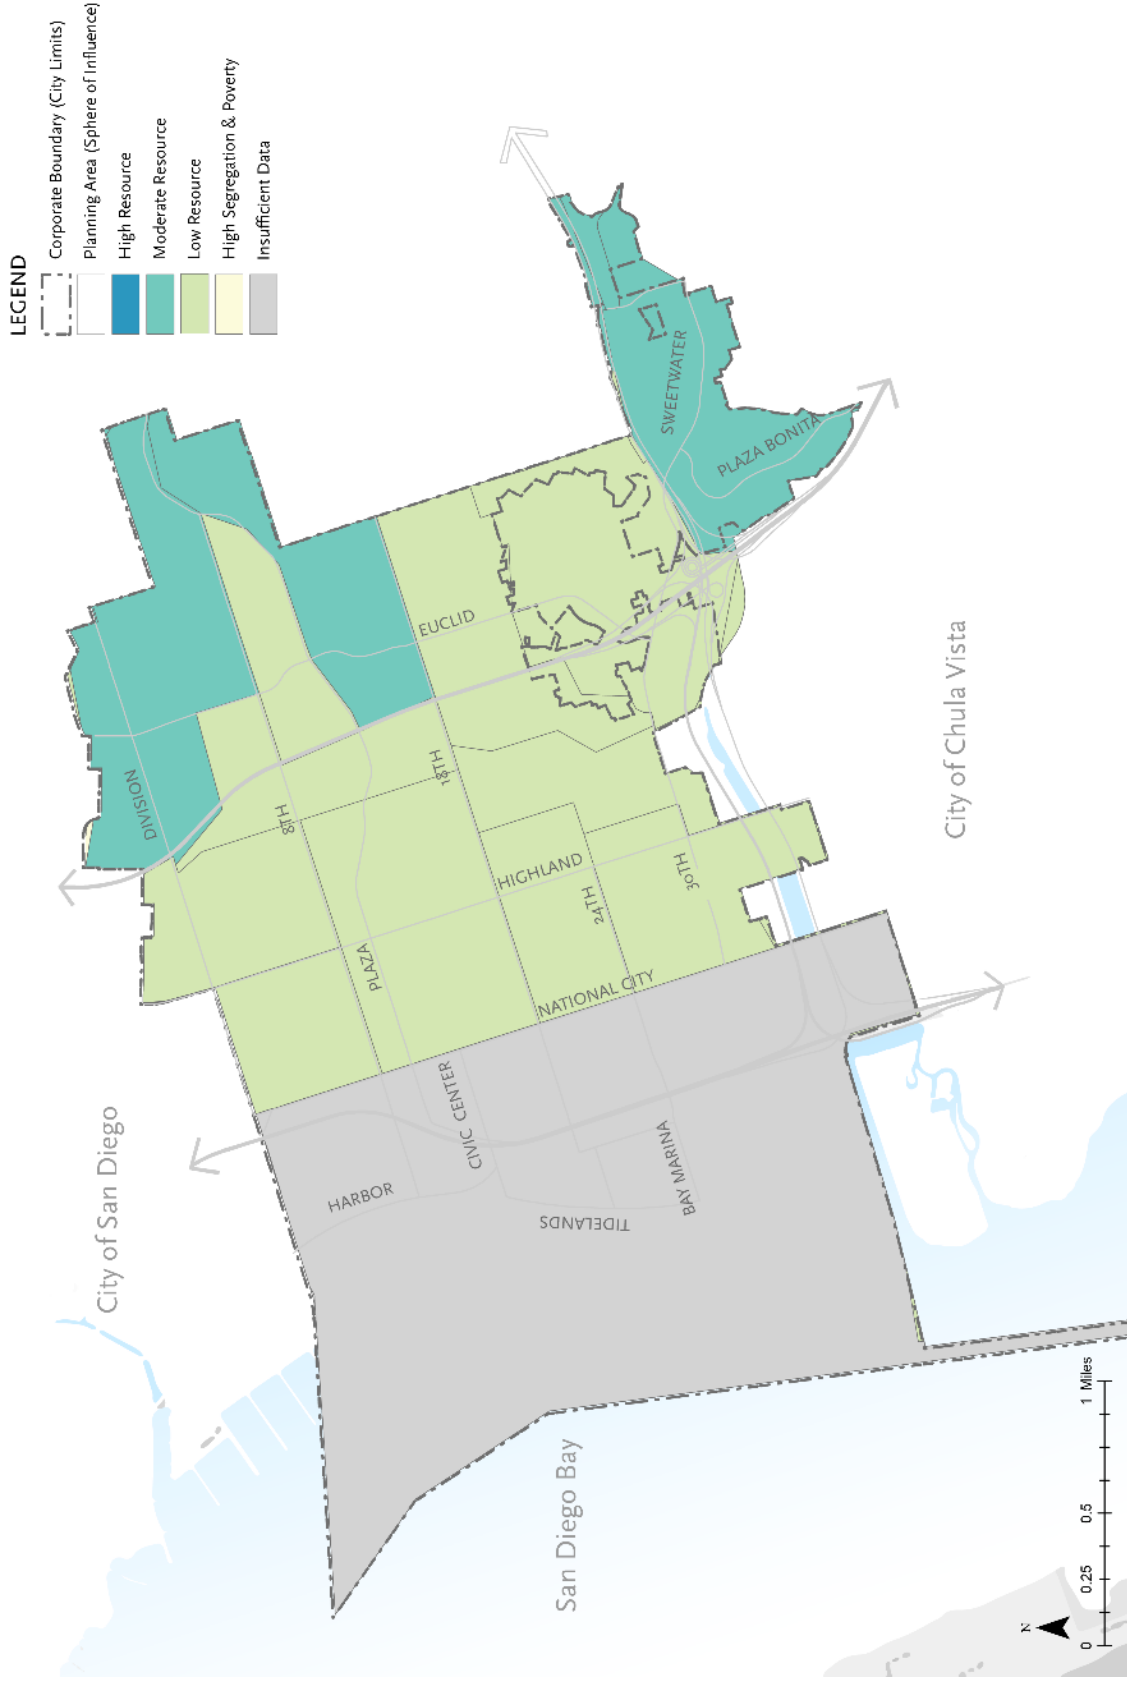 LEGEND
Corporate Boundary (City Limits)
Planning Area (Sphere of Influence)
High Resource
Moderate Resource
Low Resource
High Segregation & Poverty
Insufficient Data
City of San Diego
DIVISION
8TH
PLAZA
HARBOR
CIVIC CENTER
EUCLID
18TH
HIGHLAND
24TH
30TH
NATIONAL CITY
TIDELANDS
BAY MARINA
SWEETWATER
PLAZA BONITA
San Diego Bay
City of Chula Vista
N
0 0.25 0.5 1 Miles